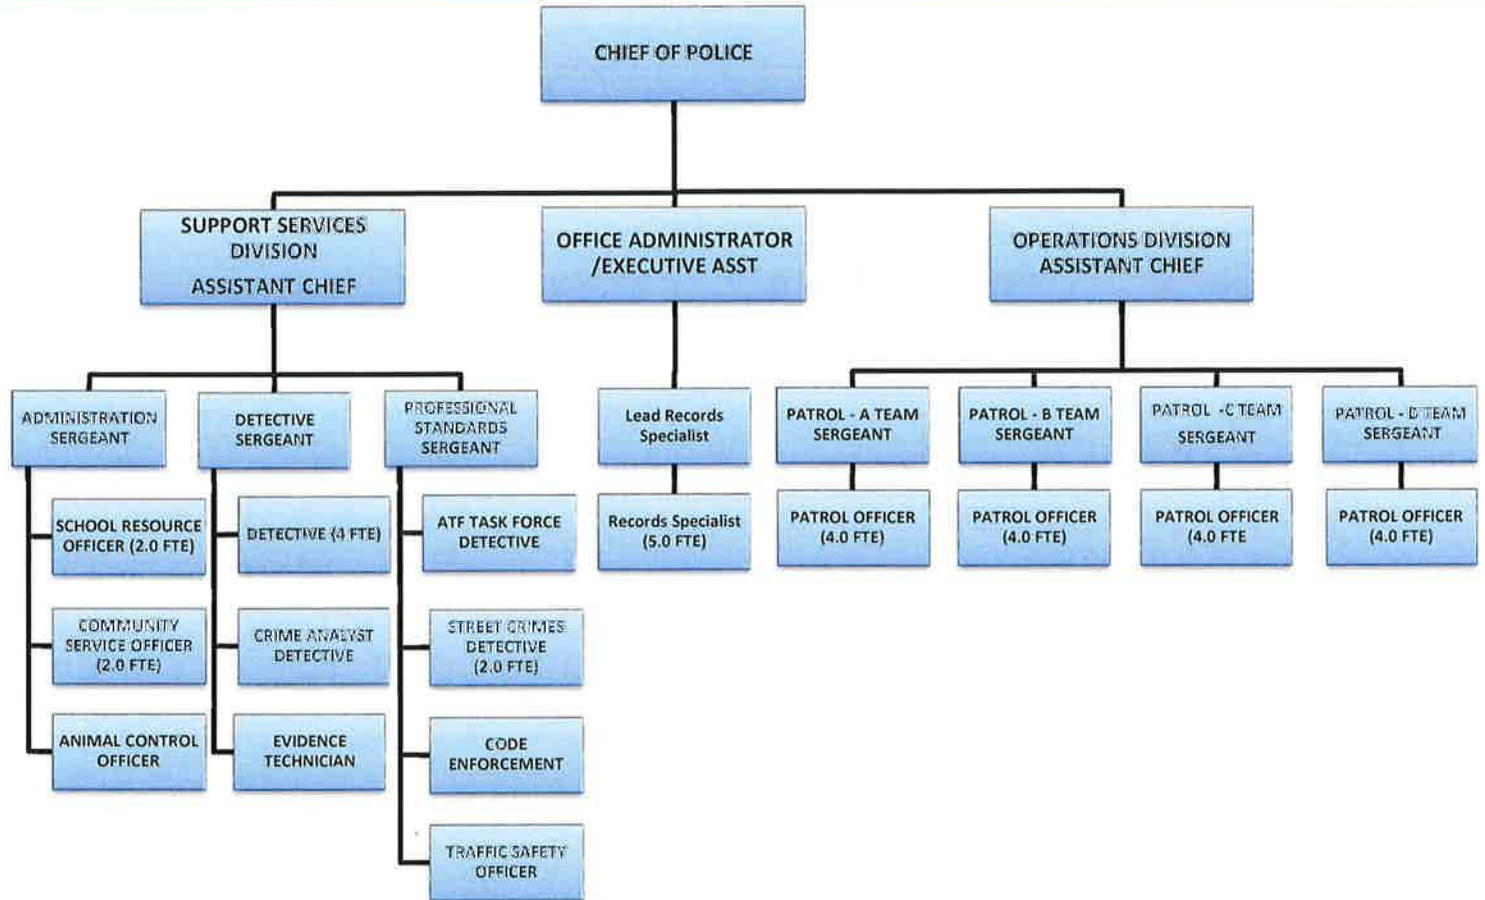 CHIEF OF POLICE
SUPPORT SERVICES
DIVISION
ASSISTANT CHIEF
OFFICE ADMINISTRATOR
/EXECUTIVE ASST
OPERATIONS DIVISION
ASSISTANT CHIEF
ADMINISTRATION
SERGEANT
DETECTIVE
SERGEANT
PROFESSIONAL
STANDARDS
SERGEANT
Lead Records
Specialist
PATROL - A TEAM
SERGEANT
PATROL - B TEAM
SERGEANT
PATROL -C TEAM
SERGEANT
PATROL - D TEAM
SERGEANT
SCHOOL RESOURCE
OFFICER (2.0 FTE)
DETECTIVE (4 FTE)
ATF TASK FORCE
DETECTIVE
Records Specialist
(5.0 FTE)
PATROL OFFICER
(4.0 FTE)
PATROL OFFICER
(4.0 FTE)
PATROL OFFICER
(4.0 FTE
PATROL OFFICER
(4.0 FTE)
COMMUNITY
SERVICE OFFICER
(2.0 FTE)
CRIME ANALYST
DETECTIVE
STREET CRIMES
DETECTIVE
(2.0 FTE)
ANIMAL CONTROL
OFFICER
EVIDENCE
TECHNICIAN
CODE
ENFORCEMENT
TRAFFIC SAFETY
OFFICER